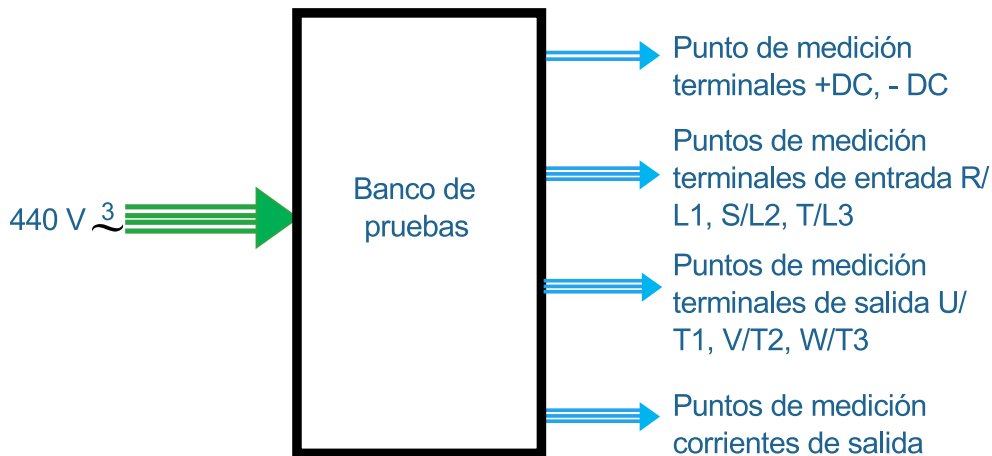 440 V 3~
Banco de
pruebas
Punto de medición
terminales +DC, - DC
Puntos de medición
terminales de entrada R/
L1, S/L2, T/L3
Puntos de medición
terminales de salida U/
T1, V/T2, W/T3
Puntos de medición
corrientes de salida